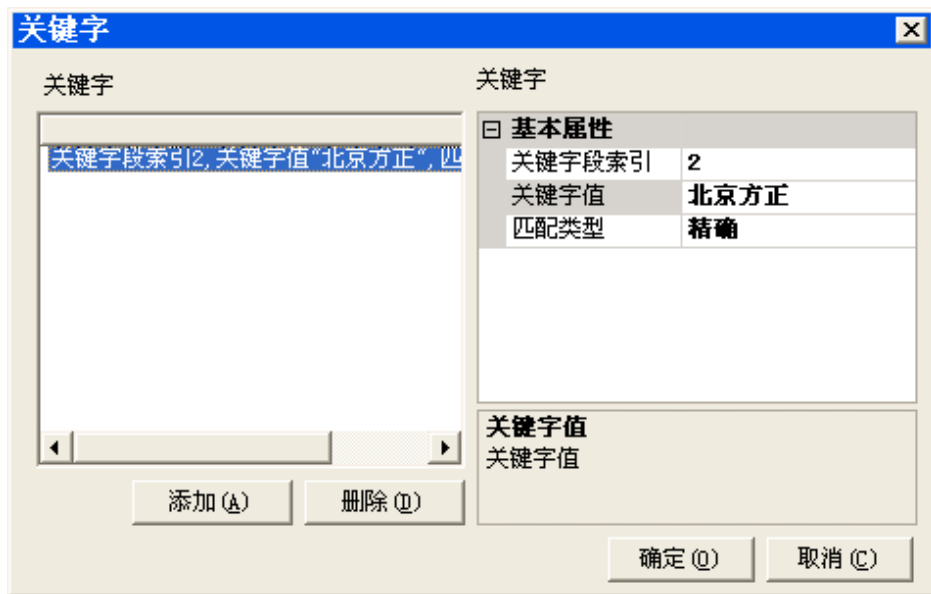 关键字
关键字
关键字段索引2,关键字值"北京方正",匹
添加(A)
删除(D)
关键字
基本属性
关键字段索引 2
关键字值 北京方正
匹配类型 精确
关键字值
关键字值
确定(O)
取消(C)